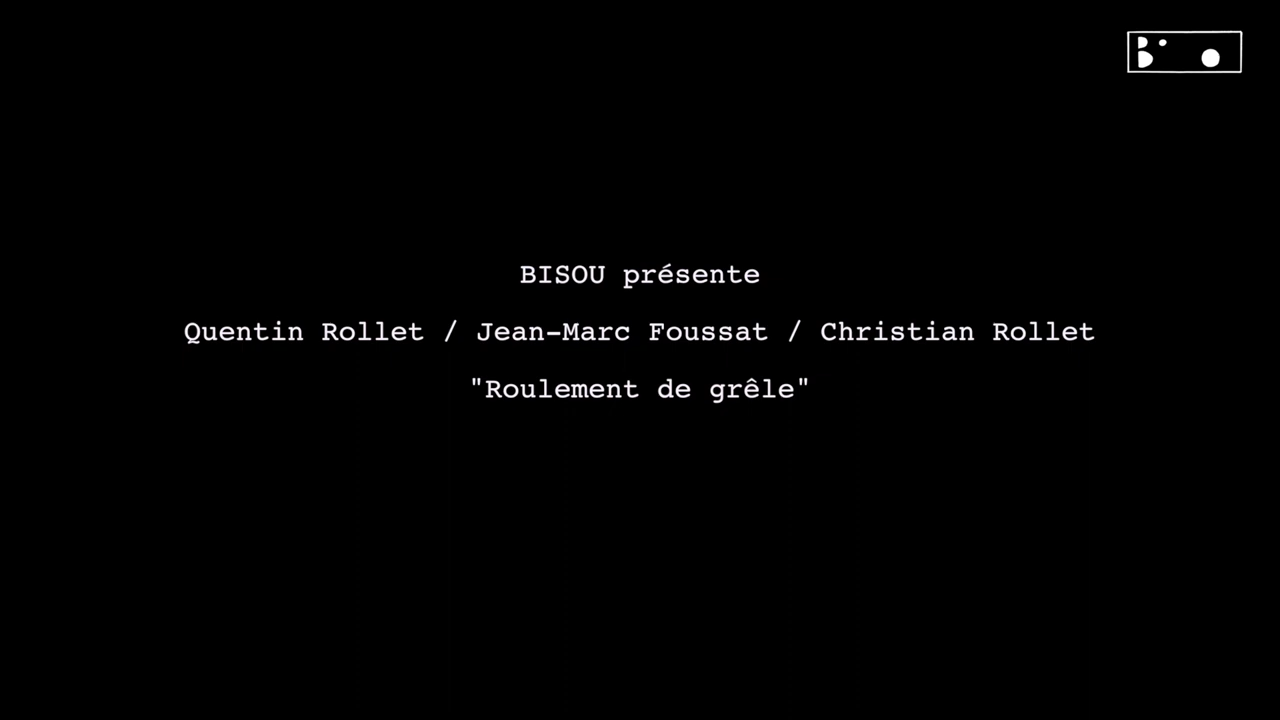 BISOU présente
Quentin Rollet / Jean-Marc Foussat / Christian Rollet
"Roulement de grêle"